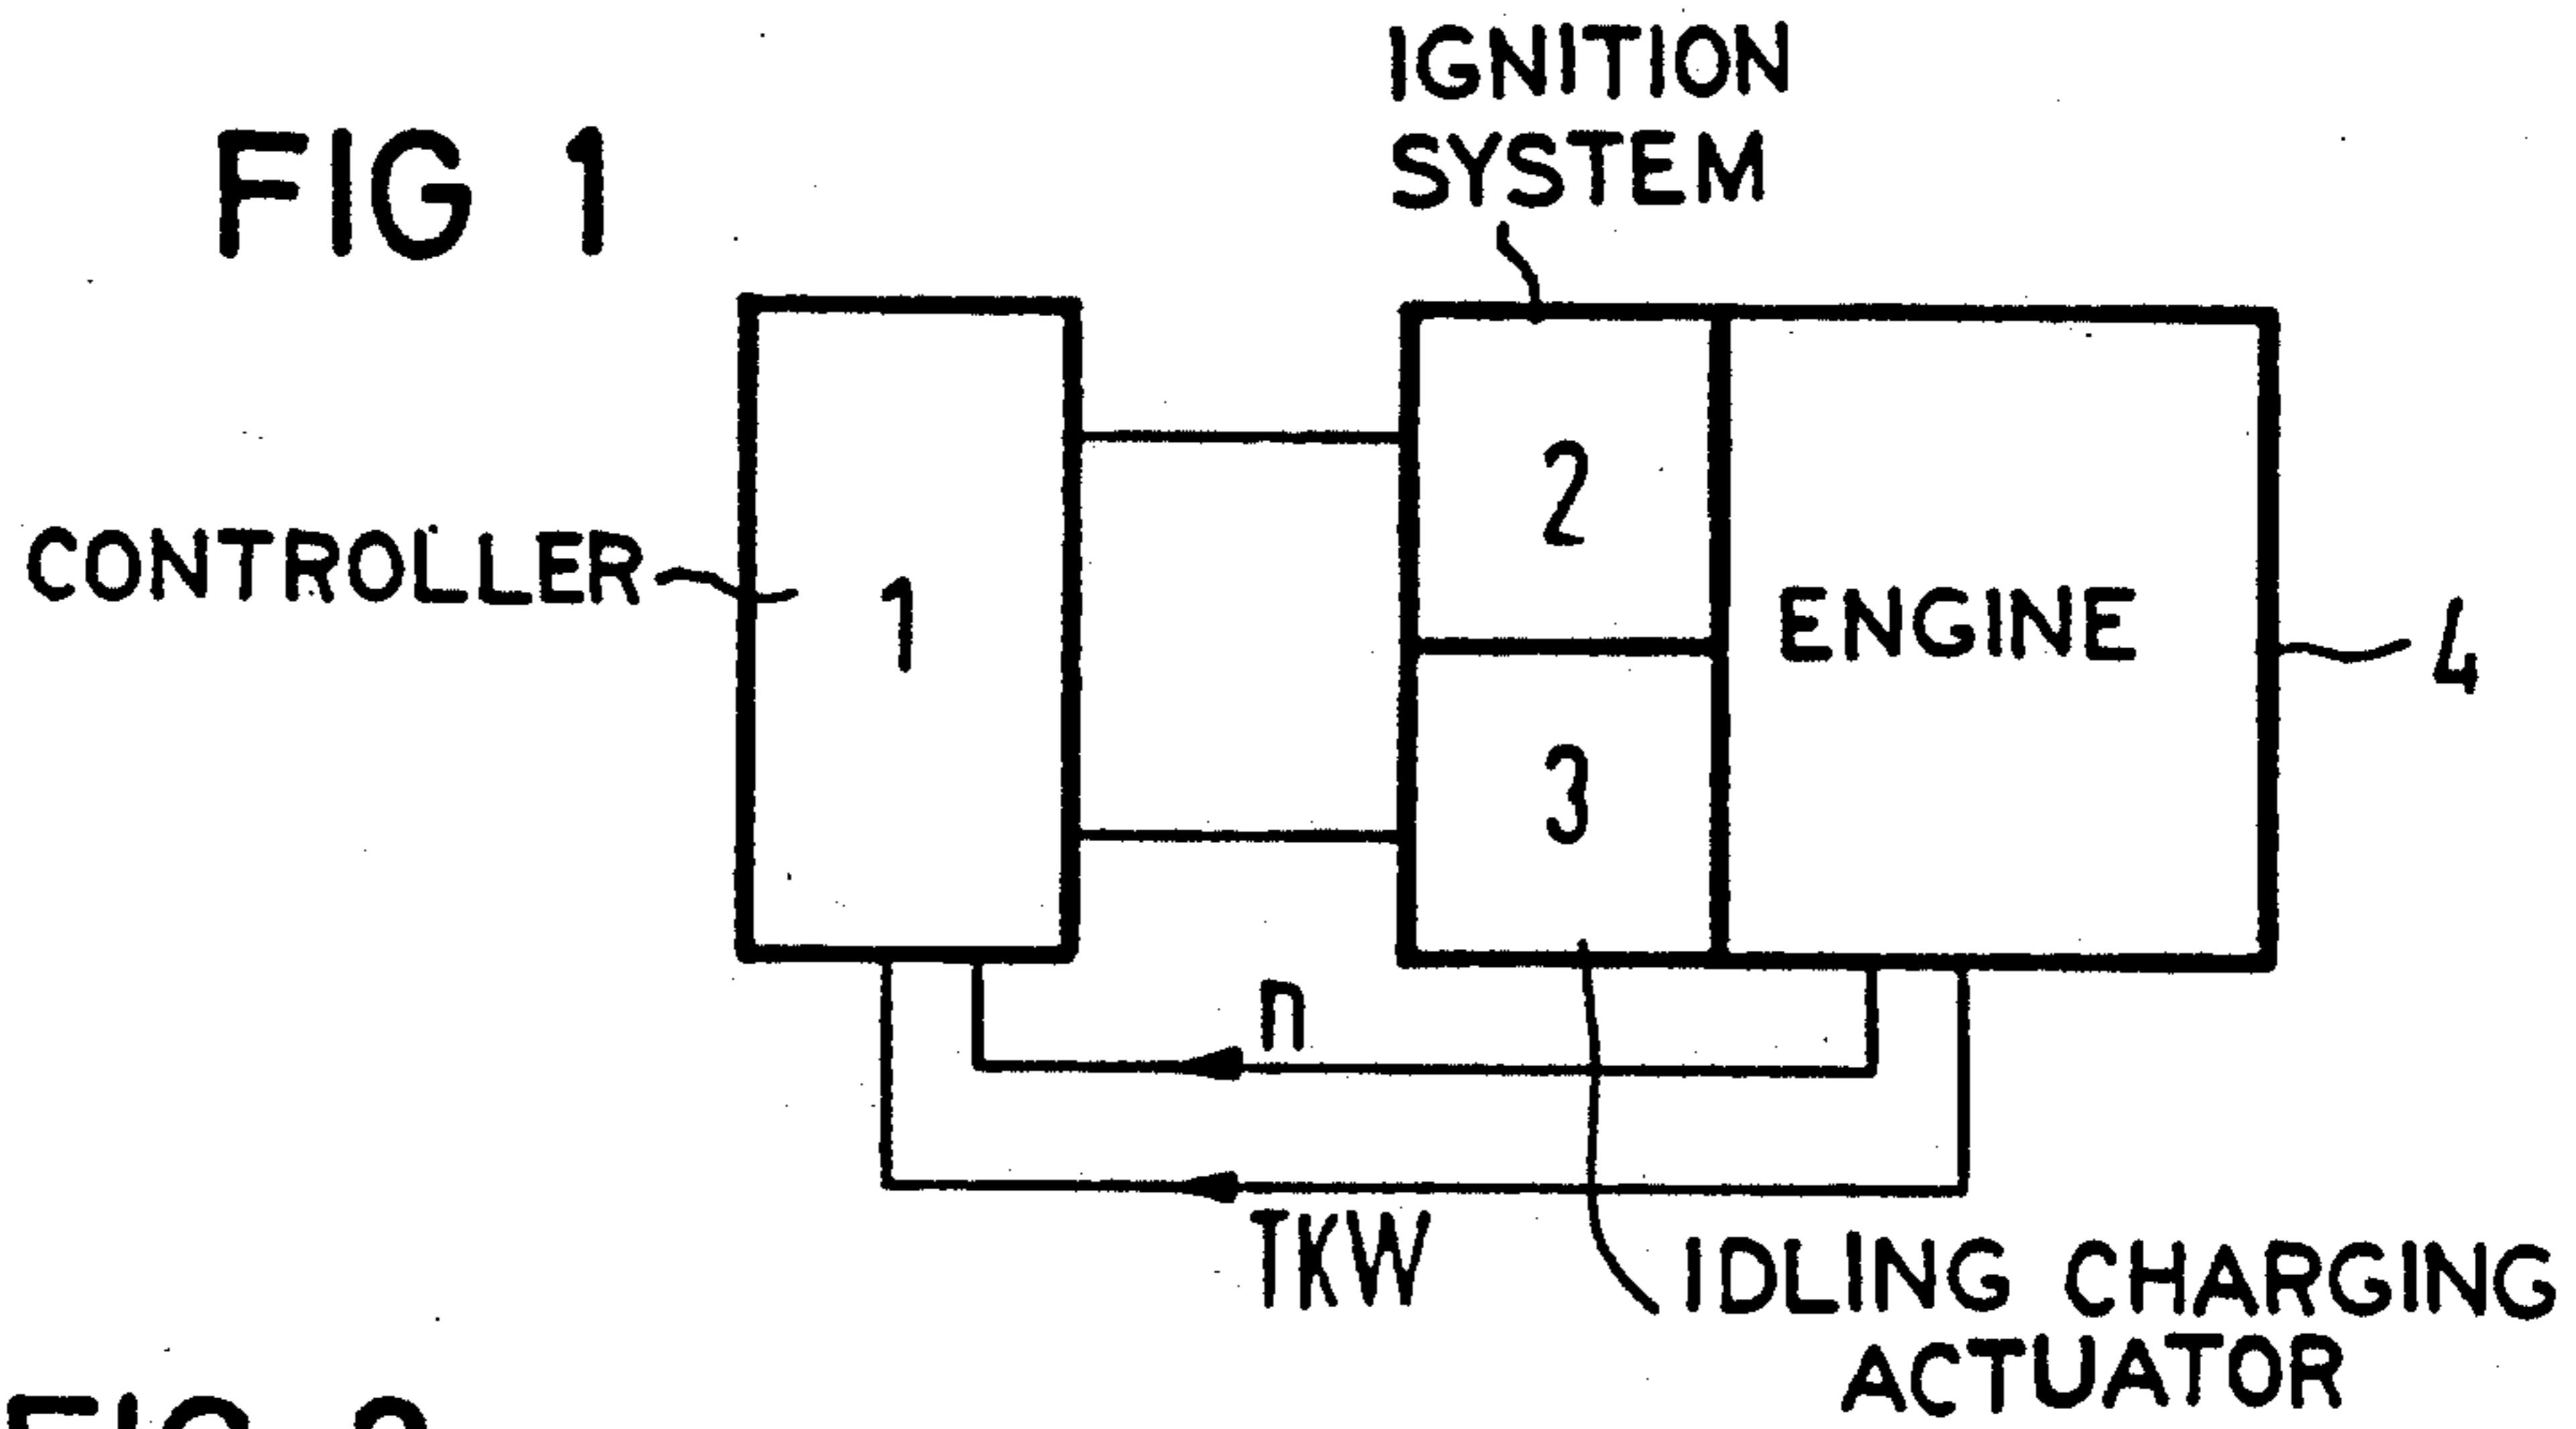 FIG 1
IGNITION
SYSTEM
CONTROLLER
1
2
ENGINE
4
3
n
TKW
IDLING CHARGING
ACTUATOR